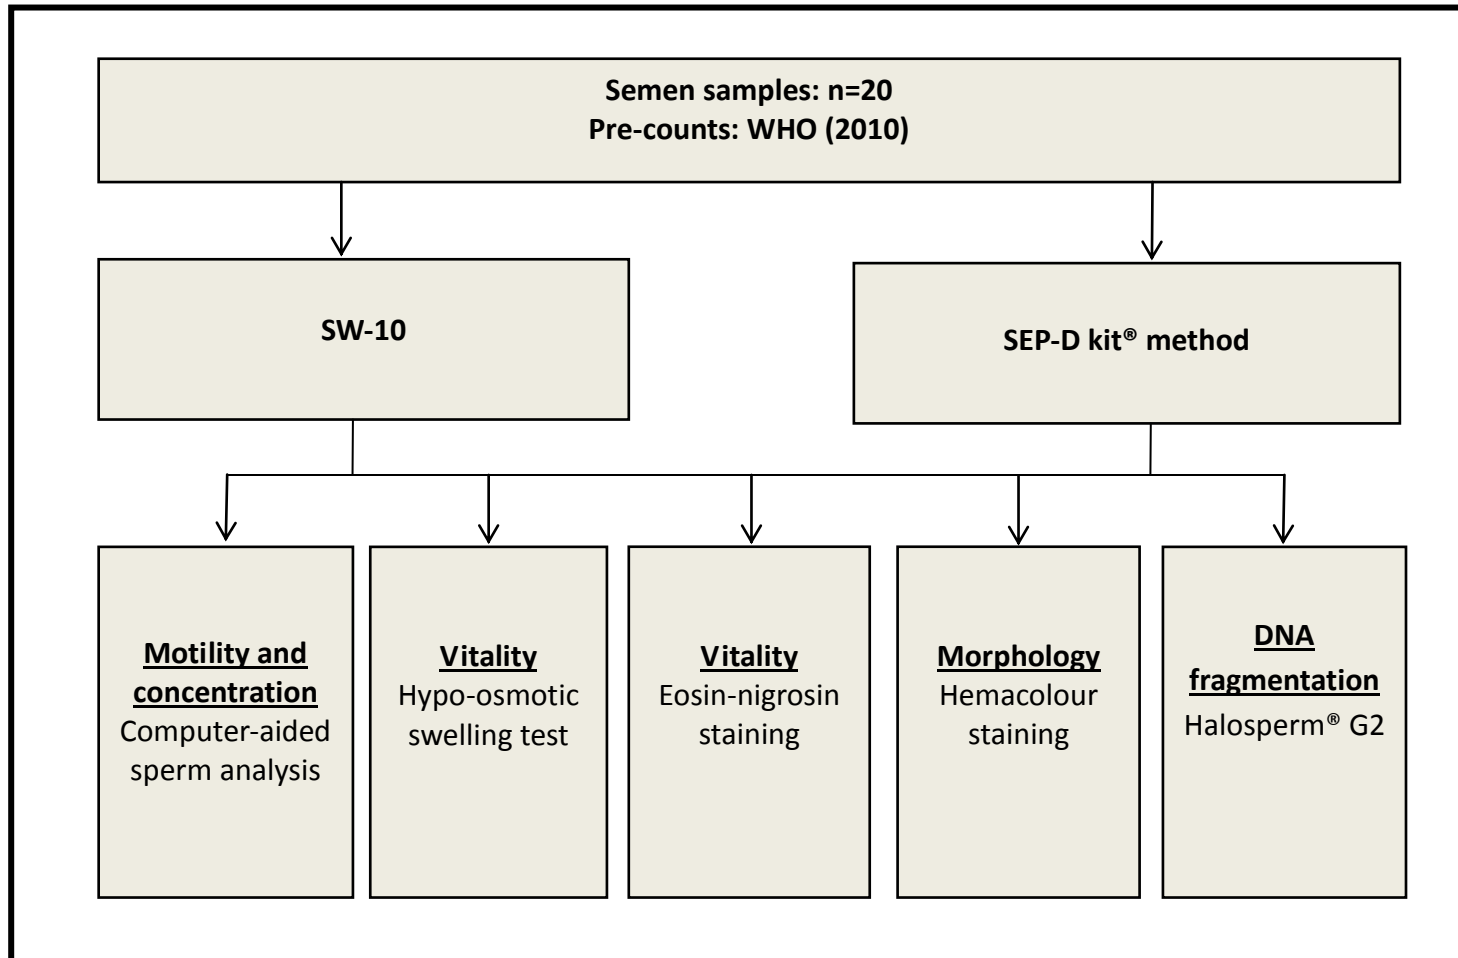 Semen samples: n=20
Pre-counts: WHO (2010)
SW-10
SEP-D kit® method
Motility and
concentration
Computer-aided
sperm analysis
Vitality
Hypo-osmotic
swelling test
Vitality
Eosin-nigrosin
staining
Morphology
Hemacolour
staining
DNA
fragmentation
Halosperm® G2